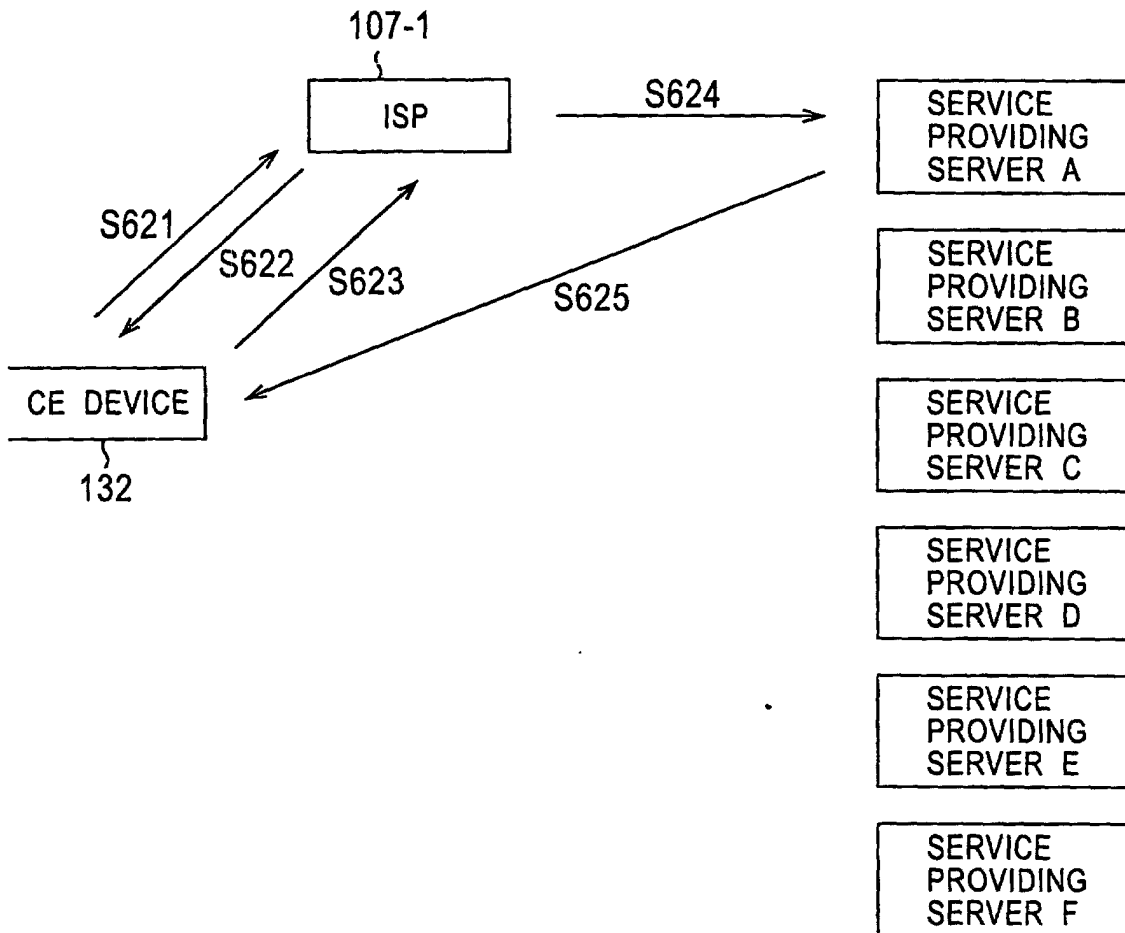 107-1
ISP
S624
S621
S622
S623
S625
CE DEVICE
132
SERVICE
PROVIDING
SERVER A
SERVICE
PROVIDING
SERVER B
SERVICE
PROVIDING
SERVER C
SERVICE
PROVIDING
SERVER D
SERVICE
PROVIDING
SERVER E
SERVICE
PROVIDING
SERVER F